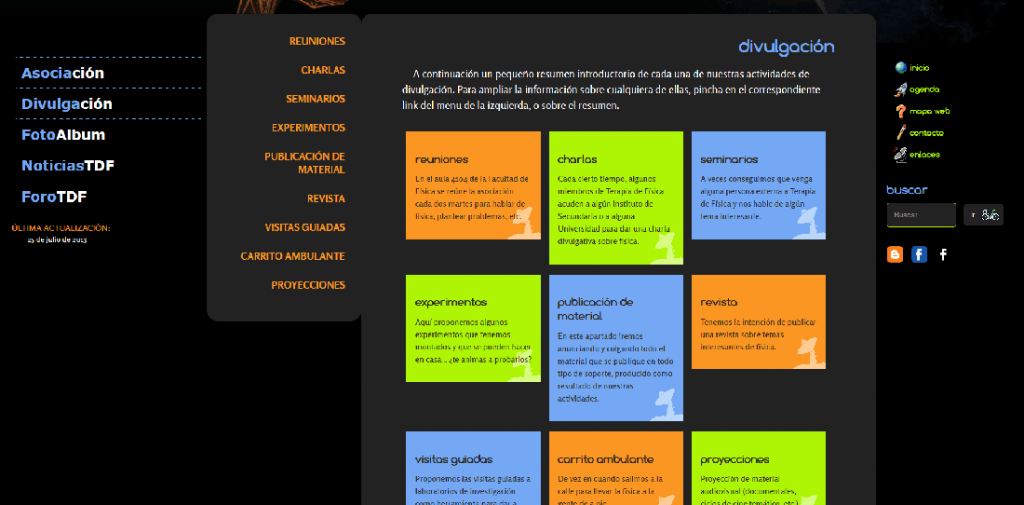 Asociación
Divulgación
FotoAlbum
NoticiasTDF
ForoTDF
ÚLTIMA ACTUALIZACIÓN:
25 de julio de 2013
REUNIONES
CHARLAS
SEMINARIOS
EXPERIMENTOS
PUBLICACIÓN DE
MATERIAL
REVISTA
VISITAS GUIADAS
CARRITO AMBULANTE
PROYECCIONES
divulgación
A continuación un pequeño resumen introductorio de cada una de nuestras actividades de
divulgación. Para ampliar la información sobre cualquiera de ellas, pincha en el correspondiente
link del menu de la izquierda, o sobre el resumen.
reuniones
En el aula 4104 de la Facultad de
Física se reúne la asociación
cada dos martes para hablar de
física, plantear problemas, etc.
charlas
Cada cierto tiempo, algunos
miembros de Terapia de Física
acuden a algún Instituto de
Secundaria o a alguna
Universidad para dar una charla
divulgativa sobre física.
seminarios
A veces conseguimos que venga
alguna persona externa a Terapia
de Física y nos hable de algún
tema interesante.
experimentos
Aquí proponemos algunos
experimentos que tenemos
montados y que se pueden hacer
en casa... ¿te animas a probarlos?
publicación de
material
En este apartado iremos
anunciando y colgando todo el
material que se publique en todo
tipo de soporte, producido como
resultado de nuestras
actividades.
revista
Tenemos la intención de publicar
una revista sobre temas
interesantes de física.
visitas guiadas
Proponemos las visitas guiadas a
laboratorios de investigación
como herramienta para dar a
carrito ambulante
De vez en cuando salimos a la
calle para llevar la física a la
gente de a pie.
proyecciones
Proyección de material
audiovisual (documentales,
ciclos de cine temático, etc.)
inicio
agenda
mapa web
contacto
enlaces
buscar
Buscar